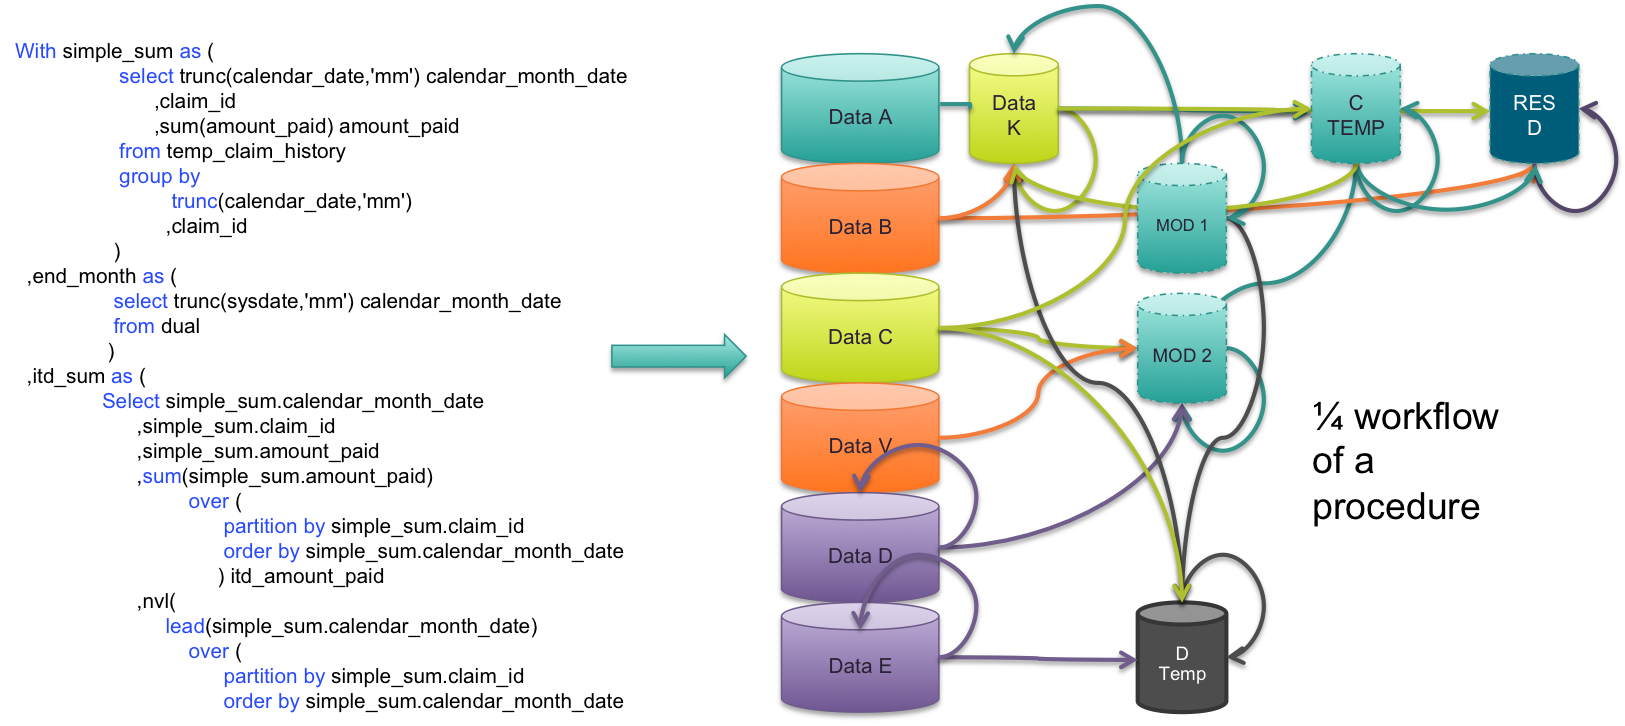 With simple_sum as (
select trunc(calendar_date,'mm') calendar_month_date
,claim_id
,sum(amount_paid) amount_paid
from temp_claim_history
group by
trunc(calendar_date,'mm')
,claim_id
)
,end_month as (
select trunc(sysdate,'mm') calendar_month_date
from dual
)
,itd_sum as (
Select simple_sum.calendar_month_date
,simple_sum.claim_id
,simple_sum.amount_paid
,sum(simple_sum.amount_paid)
over (
partition by simple_sum.claim_id
order by simple_sum.calendar_month_date
) itd_amount_paid
,nvl(
lead(simple_sum.calendar_month_date)
over (
partition by simple_sum.claim_id
order by simple_sum.calendar_month_date
Data A
Data
K
C
TEMP
RES
D
Data B
MOD 1
Data C
MOD 2
Data V
Data D
Data E
D
Temp
¼ workflow
of a
procedure